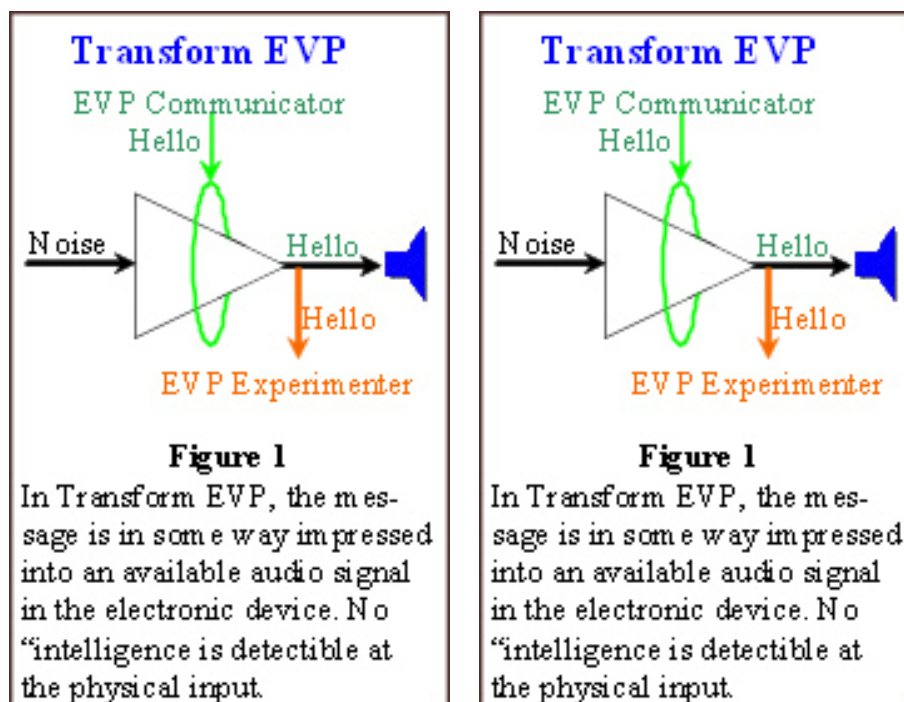 Transform EVP
EVP Communicator
Hello
Noise
Hello
Hello
EVP Experimenter
Figure 1
In Transform EVP, the mes-
sage is in some way impressed
into an available audio signal
in the electronic device. No
“intelligence is detectible at
the physical input.
Transform EVP
EVP Communicator
Hello
Noise
Hello
Hello
EVP Experimenter
Figure 1
In Transform EVP, the mes-
sage is in some way impressed
into an available audio signal
in the electronic device. No
“intelligence is detectible at
the physical input.